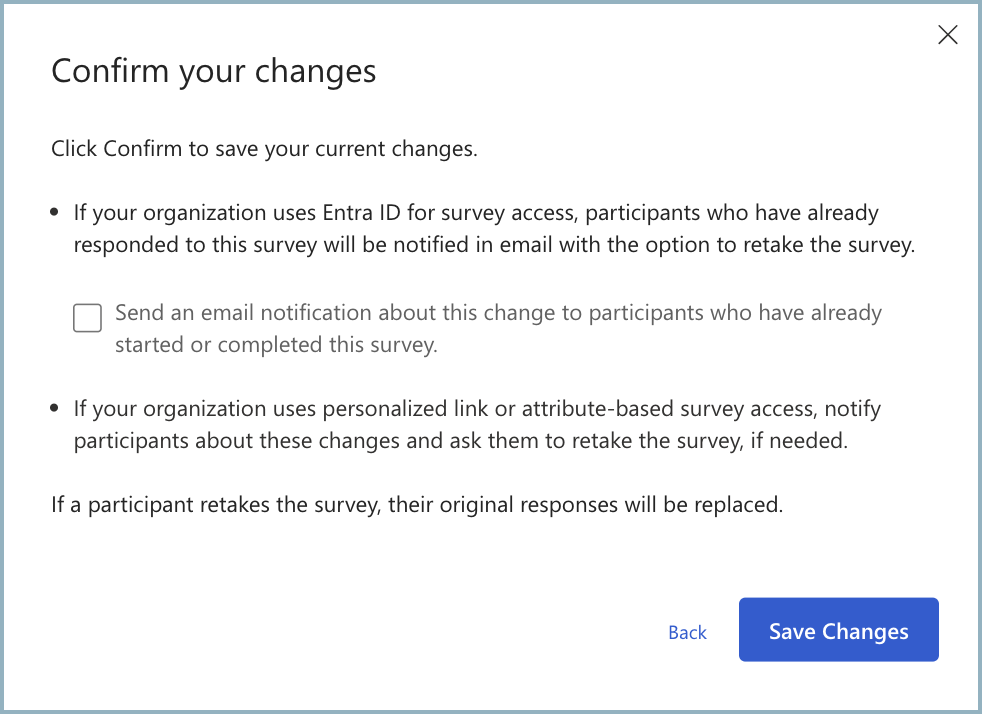 Confirm your changes
Click Confirm to save your current changes.
• If your organization uses Entra ID for survey access, participants who have already
responded to this survey will be notified in email with the option to retake the survey.
Send an email notification about this change to participants who have already
started or completed this survey.
• If your organization uses personalized link or attribute-based survey access, notify
participants about these changes and ask them to retake the survey, if needed.
If a participant retakes the survey, their original responses will be replaced.
Back
Save Changes